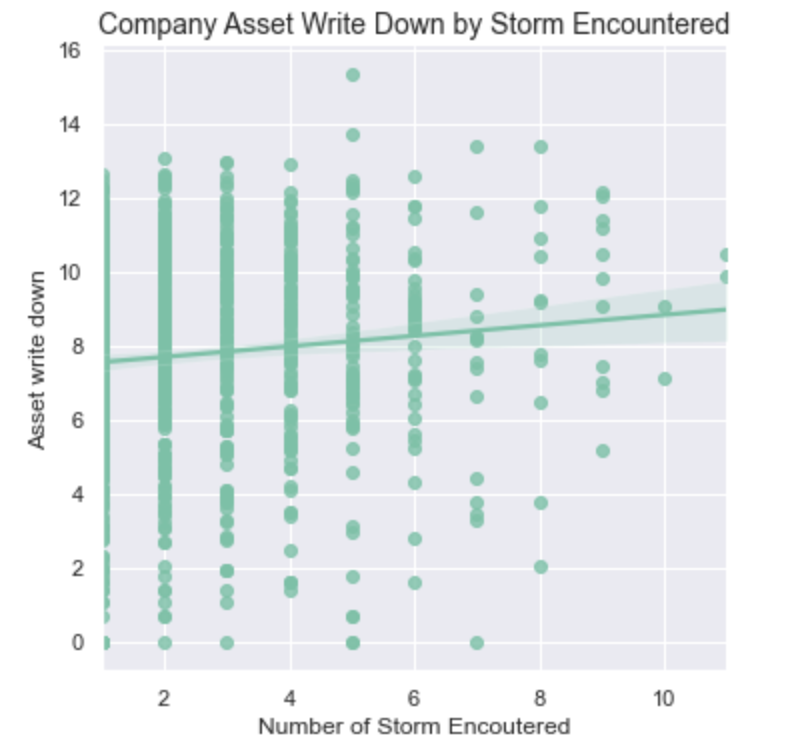 Company Asset Write Down by Storm Encountered
16
14
12
10
8
6
4
2
0
Asset write down
2 4 6 8 10
Number of Storm Encoutered